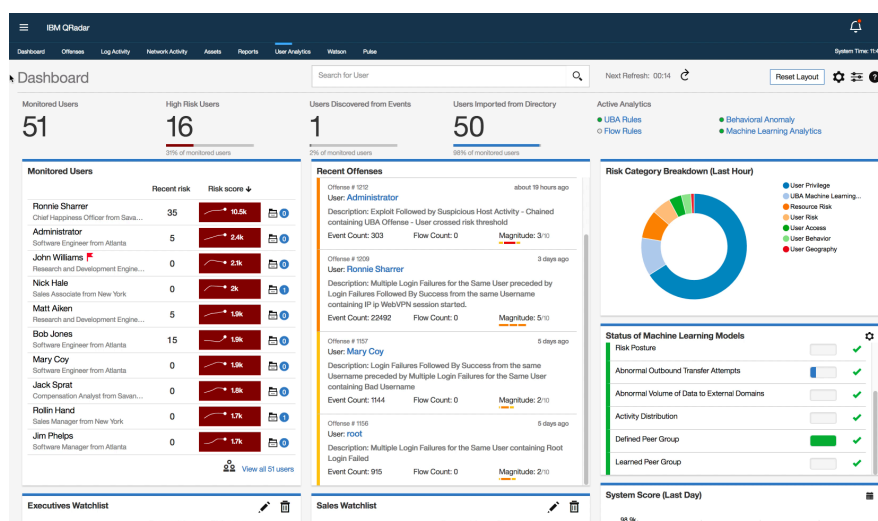 IBM QRadar
Dashboard Offenses Log Activity Network Activity Assets Reports User Analytics Watson Pulse
System Time: 11:4
Dashboard
Search for User
Next Refresh: 00:14
Reset Layout
Monitored Users
51
High Risk Users
16
31% of monitored users
Users Discovered from Events
1
2% of monitored users
Users Imported from Directory
50
98% of monitored users
Active Analytics
UBA Rules
Behavioral Anomaly
Flow Rules
Machine Learning Analytics
Monitored Users
Recent risk Risk score
Ronnie Sharrer
Chief Happiness Officer from Sava...
35 10.5k 0
Administrator
Software Engineer from Atlanta
5 2.4k 0
John Williams
Research and Development Engine...
0 2.1k 0
Nick Hale
Sales Associate from New York
0 2k 1
Matt Aiken
Research and Development Engine...
5 1.9k 0
Bob Jones
Software Engineer from Atlanta
15 1.9k 0
Mary Coy
Software Engineer from Atlanta
0 1.9k 0
Jack Sprat
Compensation Analyst from Savan...
0 1.8k 0
Rollin Hand
Sales Manager from New York
0 1.7k 1
Jim Phelps
Software Manager from Atlanta
0 1.7k 0
View all 51 users
Recent Offenses
Offense # 1212 about 19 hours ago
User: Administrator
Description: Exploit Followed by Suspicious Host Activity - Chained
containing UBA Offense - User crossed risk threshold
Event Count: 303 Flow Count: 0 Magnitude: 3/10
Offense # 1209 3 days ago
User: Ronnie Sharrer
Description: Multiple Login Failures for the Same User preceded by
Login Failures Followed By Success from the same Username
containing IP ip WebVPN session started.
Event Count: 22492 Flow Count: 0 Magnitude: 5/10
Offense # 1157 5 days ago
User: Mary Coy
Description: Login Failures Followed By Success from the same
Username preceded by Multiple Login Failures for the Same User
containing Bad Username
Event Count: 1144 Flow Count: 0 Magnitude: 2/10
Offense # 1156 5 days ago
User: root
Description: Multiple Login Failures for the Same User containing Root
Login Failed
Event Count: 915 Flow Count: 0 Magnitude: 2/10
Risk Category Breakdown (Last Hour)
User Privilege
UBA Machine Learning...
Resource Risk
User Risk
User Access
User Behavior
User Geography
Status of Machine Learning Models
Risk Posture
Abnormal Outbound Transfer Attempts
Abnormal Volume of Data to External Domains
Activity Distribution
Defined Peer Group
Learned Peer Group
Executives Watchlist
Sales Watchlist
System Score (Last Day)
98.9k